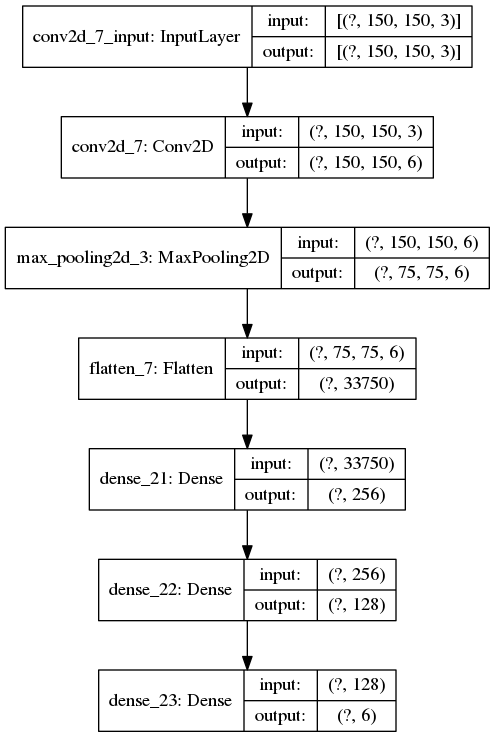 conv2d_7_input: InputLayer
input: [(?, 150, 150, 3)]
output: [(?, 150, 150, 3)]
conv2d_7: Conv2D
input: (?, 150, 150, 3)
output: (?, 150, 150, 6)
max_pooling2d_3: MaxPooling2D
input: (?, 150, 150, 6)
output: (?, 75, 75, 6)
flatten_7: Flatten
input: (?, 75, 75, 6)
output: (?, 33750)
dense_21: Dense
input: (?, 33750)
output: (?, 256)
dense_22: Dense
input: (?, 256)
output: (?, 128)
dense_23: Dense
input: (?, 128)
output: (?, 6)